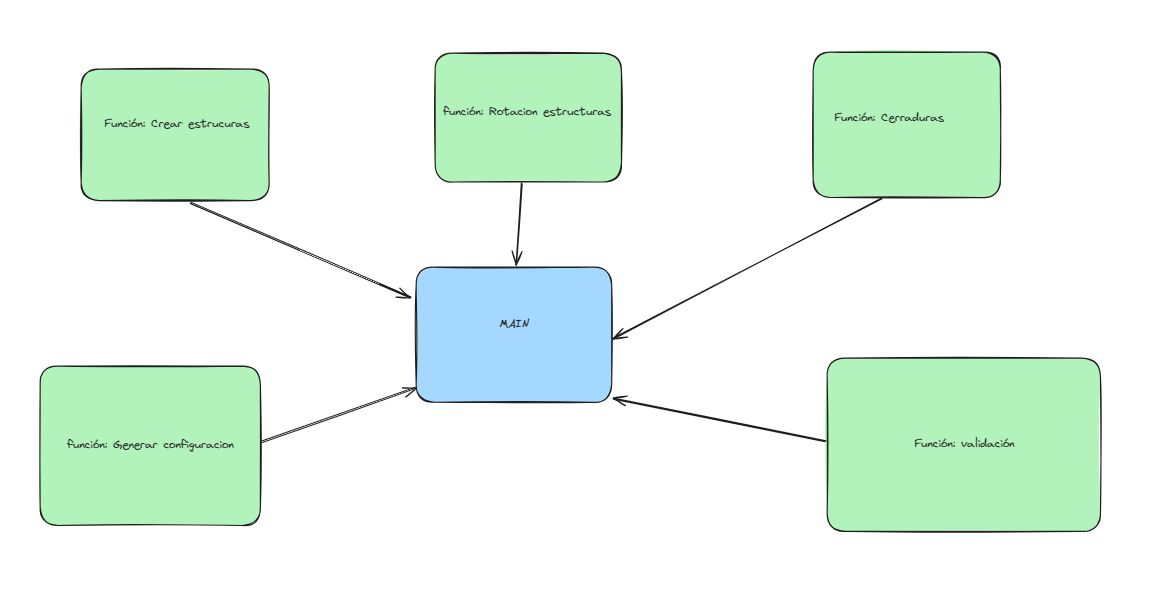 Función: Crear estrucuras
función: Rotacion estructuras
Función: Cerraduras
MAIN
función: Generar configuracion
Función: validación